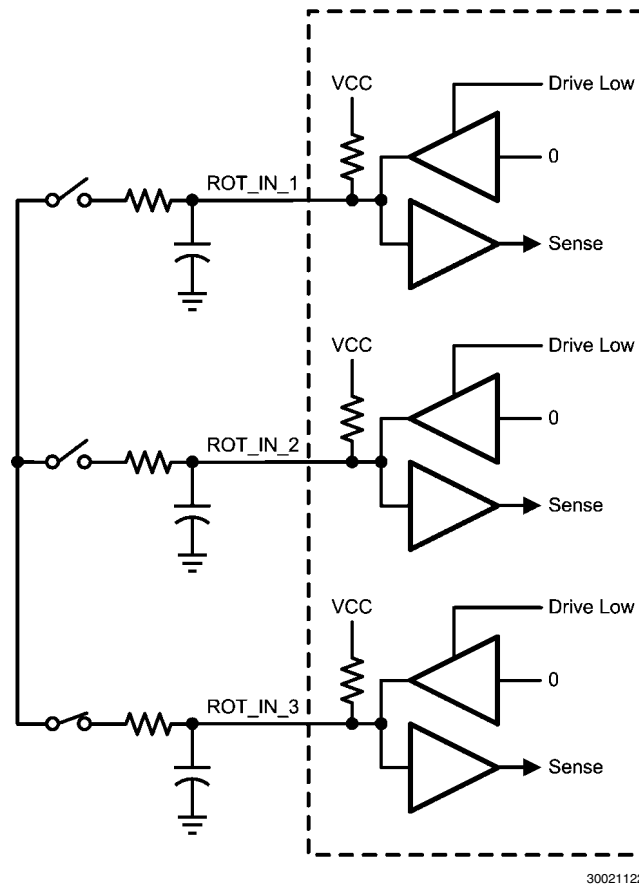 VCC
Drive Low
0
ROT_IN_1
Sense
VCC
Drive Low
0
ROT_IN_2
Sense
VCC
Drive Low
0
ROT_IN_3
Sense